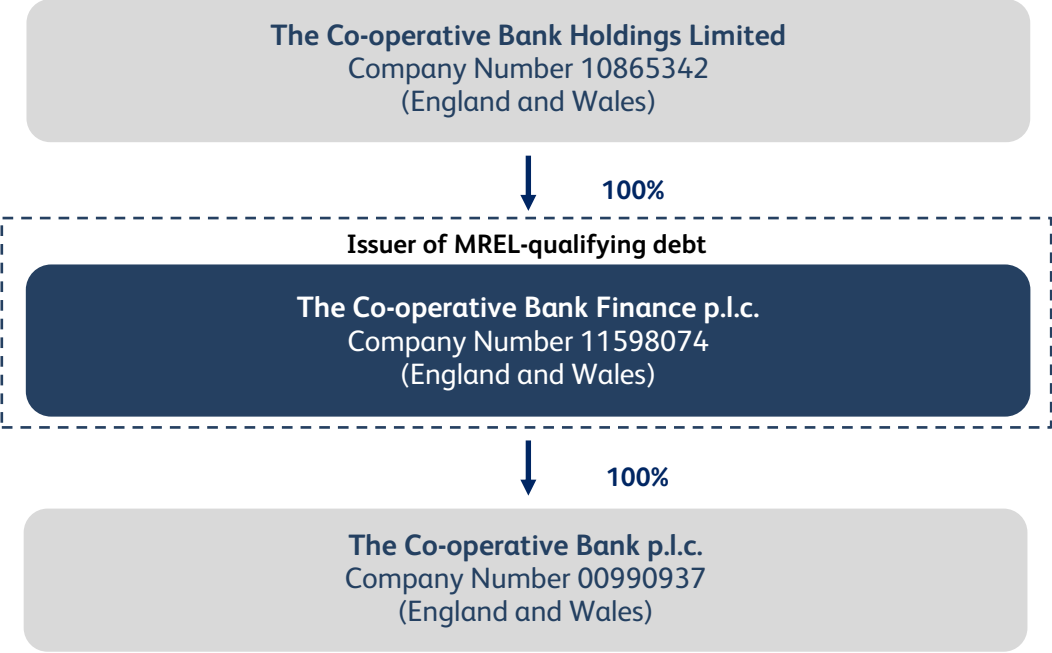 The Co-operative Bank Holdings Limited
Company Number 10865342
(England and Wales)
100%
Issuer of MREL-qualifying debt
The Co-operative Bank Finance p.l.c.
Company Number 11598074
(England and Wales)
100%
The Co-operative Bank p.l.c.
Company Number 00990937
(England and Wales)